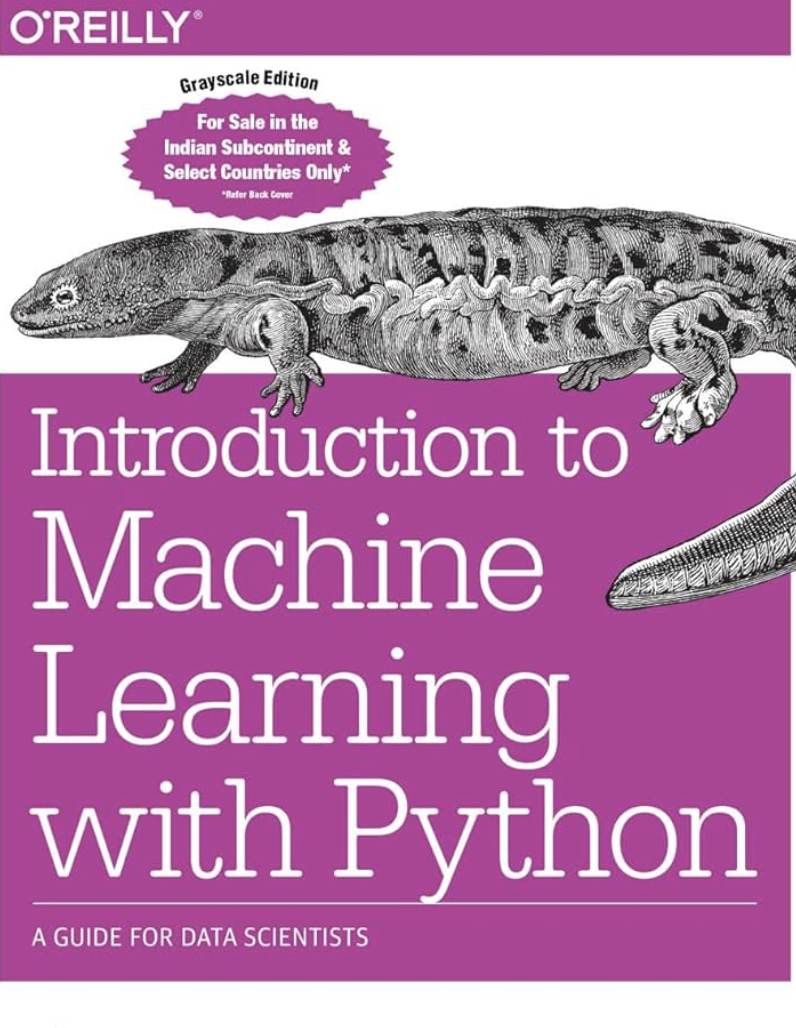 O'REILLY®
Grayscale Edition
For Sale in the
Indian Subcontinent &
Select Countries Only*
*Refer Back Cover
Introduction to
Machine
Learning
with Python
A GUIDE FOR DATA SCIENTISTS